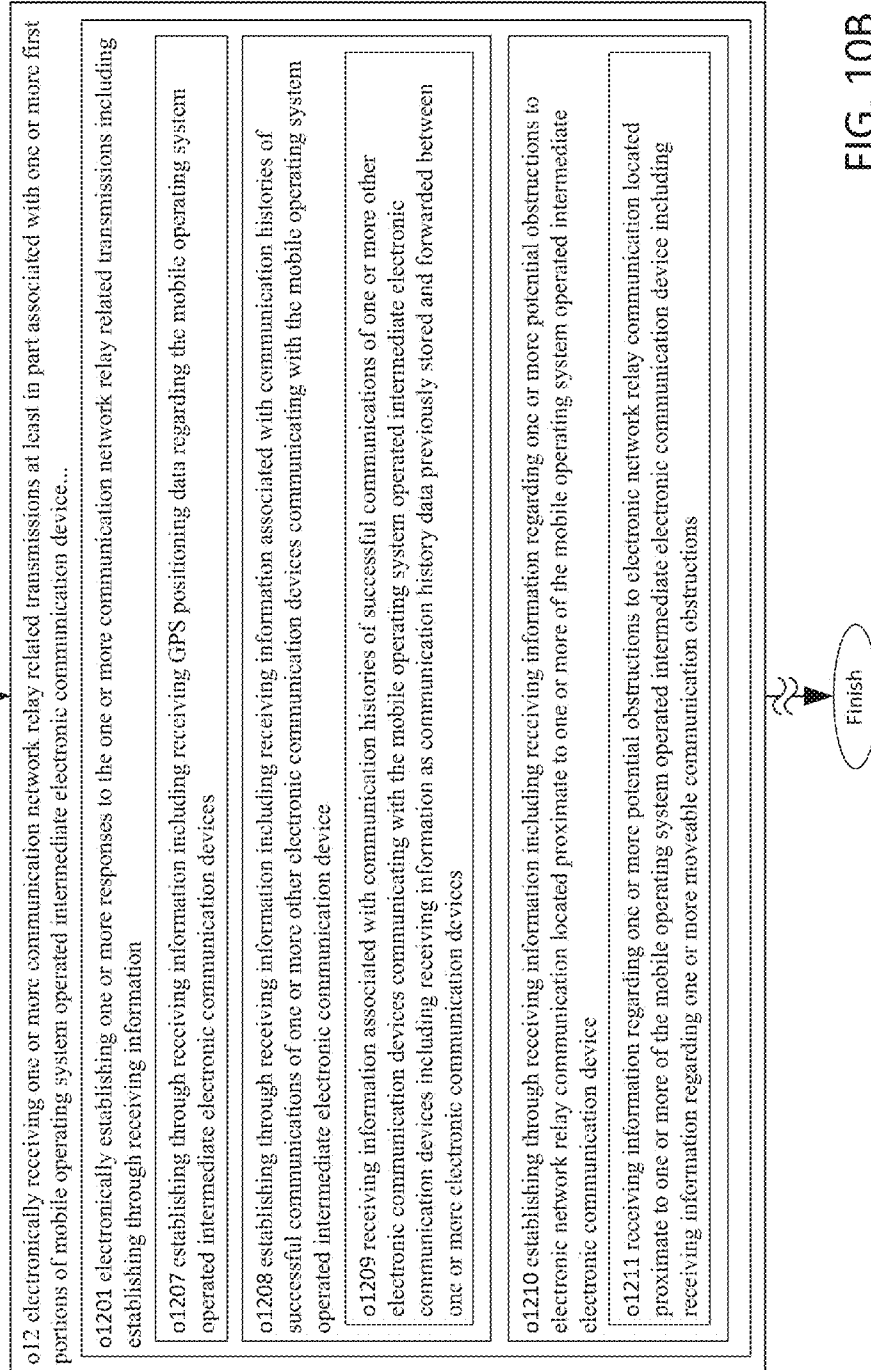 o12 electronically receiving one or more communication network relay related transmissions at least in part associated with one or more first
portions of mobile operating system operated intermediate electronic communication device...
o1201 electronically establishing one or more responses to the one or more communication network relay related transmissions including
establishing through receiving information
o1207 establishing through receiving information including receiving GPS positioning data regarding the mobile operating system
operated intermediate electronic communication devices
o1208 establishing through receiving information including receiving information associated with communication histories of
successful communications of one or more other electronic communication devices communicating with the mobile operating system
operated intermediate electronic communication device
o1209 receiving information associated with communication histories of successful communications of one or more other
electronic communication devices communicating with the mobile operating system operated intermediate electronic
communication devices including receiving information as communication history data previously stored and forwarded between
one or more electronic communication devices
o1210 establishing through receiving information including receiving information regarding one or more potential obstructions to
electronic network relay communication located proximate to one or more of the mobile operating system operated intermediate
electronic communication device
o1211 receiving information regarding one or more potential obstructions to electronic network relay communication located
proximate to one or more of the mobile operating system operated intermediate electronic communication device including
receiving information regarding one or more moveable communication obstructions
Finish
FIG. 10B